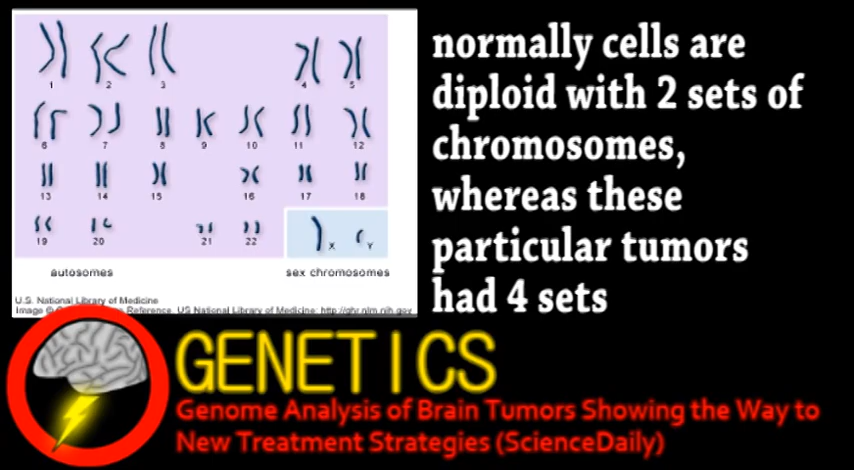 1 2 3 4 5
6 7 8 9 10 11 12
13 14 15 16 17 18
19 20 21 22 X Y
autosomes sex chromosomes
U.S. National Library of Medicine
Reference, US National Library of Medicine: http://ghr.nlm.nih.gov
normally cells are
diploid with 2 sets of
chromosomes,
whereas these
particular tumors
had 4 sets
GENETICS
Genome Analysis of Brain Tumors Showing the Way to
New Treatment Strategies (ScienceDaily)